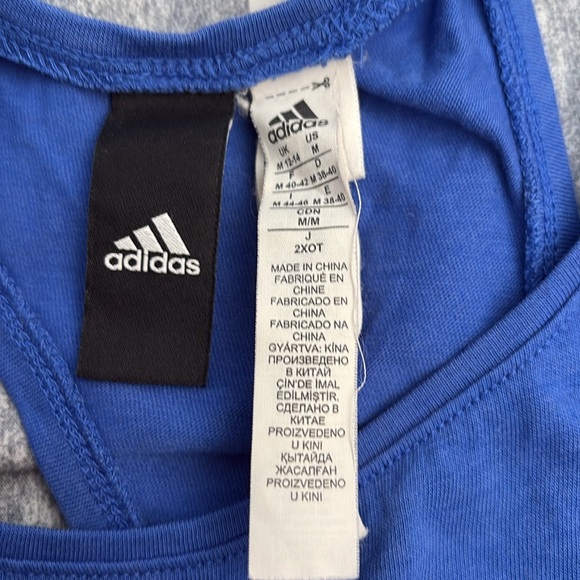 adidas
adidas
UK US
M 12-14 M
F D
M 40-42 M 38-40
I E
M 44-46 M 38-40
CDN
M/M
J
2XOT
MADE IN CHINA
FABRIQUÉ EN
CHINE
FABRICADO EN
CHINA
FABRICADO NA
CHINA
GYÁRTVA: KÍNA
ПРОИЗВЕДЕНО
В КИТАЙ
ÇİN'DE İMAL
EDİLMİŞTİR.
СДЕЛАНО В
КИТАЕ
PROIZVEDENO
U KINI
ҚЫТАЙДА
ЖАСАЛҒАН
PROIZVEDENO
U KINI